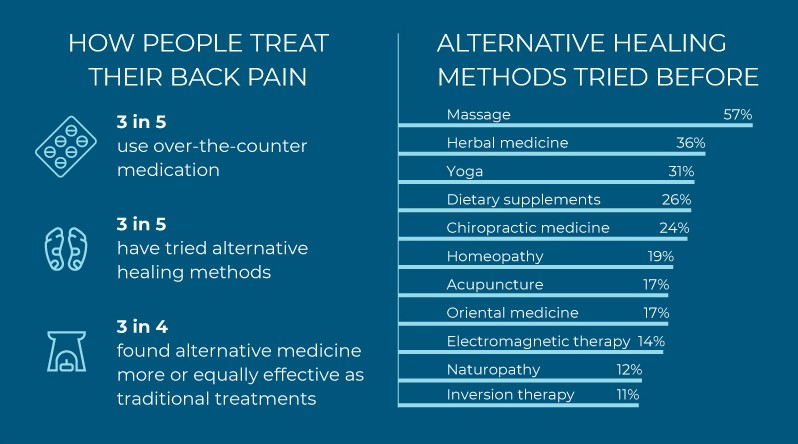 HOW PEOPLE TREAT
THEIR BACK PAIN
3 in 5
use over-the-counter
medication
3 in 5
have tried alternative
healing methods
3 in 4
found alternative medicine
more or equally effective as
traditional treatments
ALTERNATIVE HEALING
METHODS TRIED BEFORE
Massage 57%
Herbal medicine 36%
Yoga 31%
Dietary supplements 26%
Chiropractic medicine 24%
Homeopathy 19%
Acupuncture 17%
Oriental medicine 17%
Electromagnetic therapy 14%
Naturopathy 12%
Inversion therapy 11%